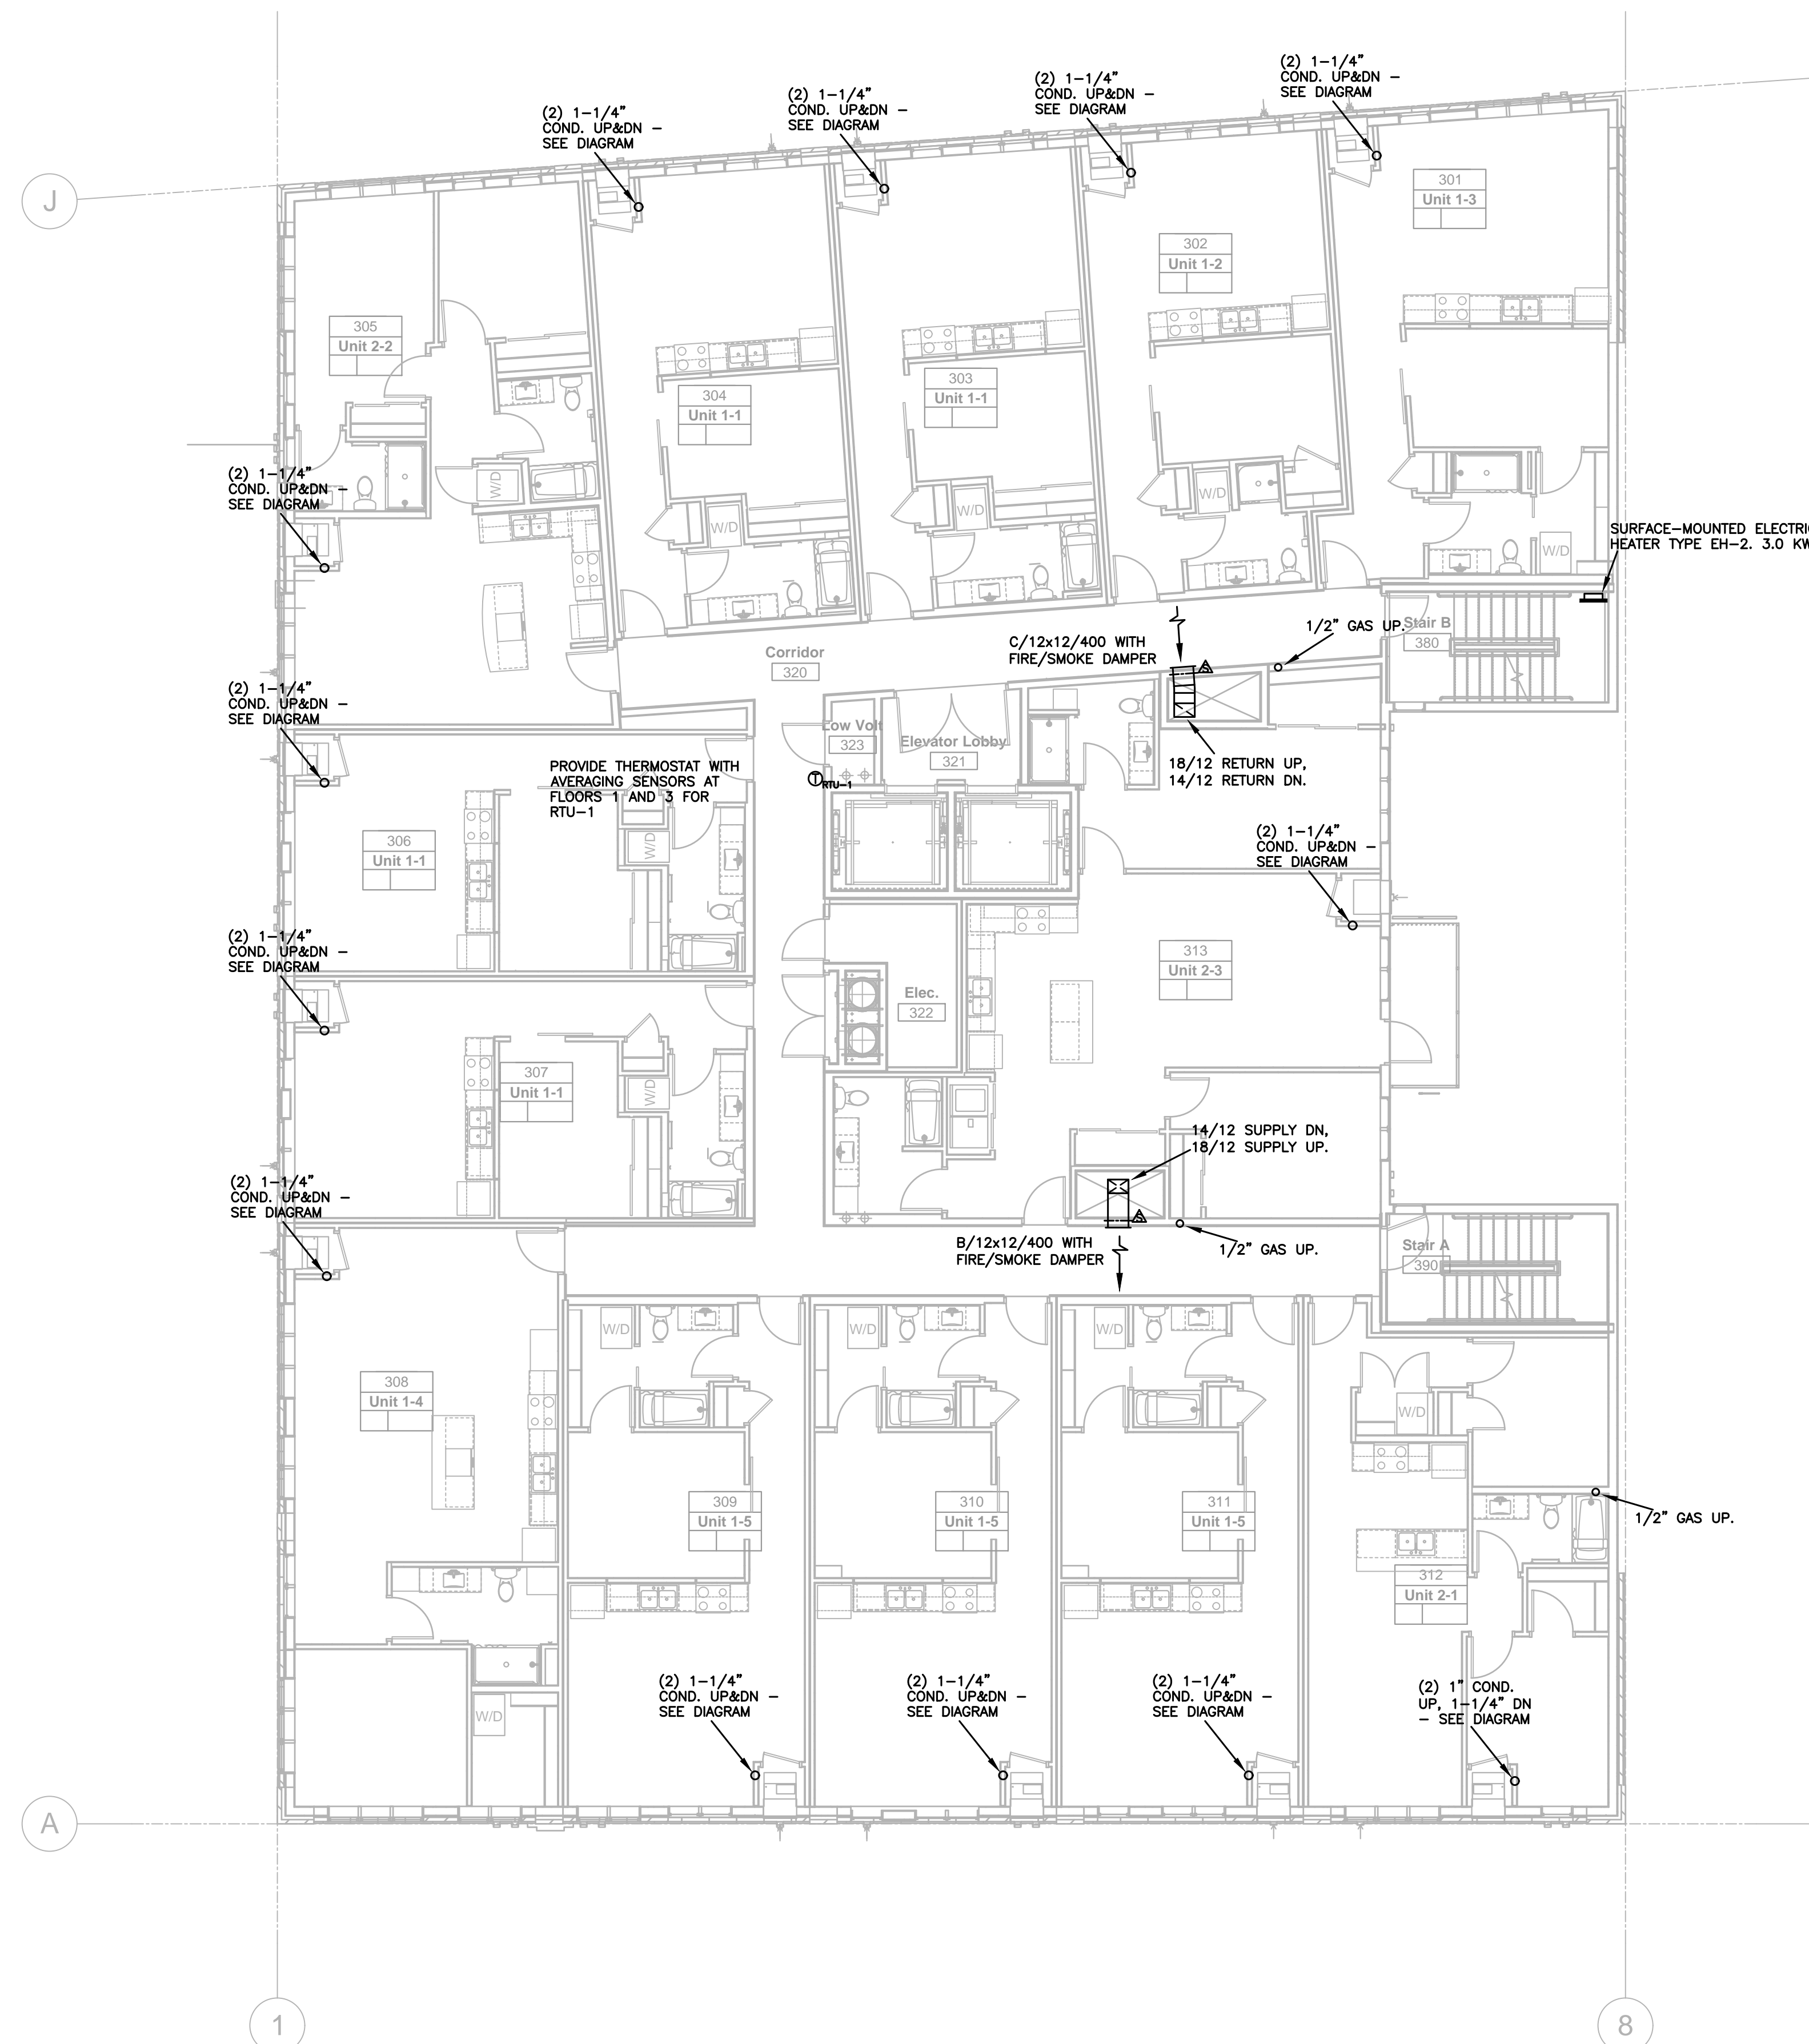 (2) 1-1/4"
COND. UP&DN -
SEE DIAGRAM
(2) 1-1/4"
COND. UP&DN -
SEE DIAGRAM
(2) 1-1/4"
COND. UP&DN -
SEE DIAGRAM
(2) 1-1/4"
COND. UP&DN -
SEE DIAGRAM
J
301
Unit 1-3
302
Unit 1-2
305
Unit 2-2
304
Unit 1-1
303
Unit 1-1
(2) 1-1/4"
COND. UP&DN -
SEE DIAGRAM
W/D
W/D
W/D
W/D
W/D
SURFACE-MOUNTED ELECTRI
HEATER TYPE EH-2. 3.0 KW
C/12x12/400 WITH
FIRE/SMOKE DAMPER
1/2" GAS UP.
Stair B
380
Corridor
320
(2) 1-1/4"
COND. UP&DN -
SEE DIAGRAM
Low Volt
323
Elevator Lobby
321
PROVIDE THERMOSTAT WITH
AVERAGING SENSORS AT
FLOORS 1 AND 3 FOR
RTU-1
T RTU-1
18/12 RETURN UP,
14/12 RETURN DN.
306
Unit 1-1
W/D
(2) 1-1/4"
COND. UP&DN -
SEE DIAGRAM
(2) 1-1/4"
COND. UP&DN -
SEE DIAGRAM
313
Unit 2-3
Elec.
322
307
Unit 1-1
W/D
14/12 SUPPLY DN,
18/12 SUPPLY UP.
(2) 1-1/4"
COND. UP&DN -
SEE DIAGRAM
B/12x12/400 WITH
FIRE/SMOKE DAMPER
1/2" GAS UP.
Stair A
390
W/D
W/D
W/D
W/D
308
Unit 1-4
309
Unit 1-5
310
Unit 1-5
311
Unit 1-5
1/2" GAS UP.
312
Unit 2-1
(2) 1-1/4"
COND. UP&DN -
SEE DIAGRAM
(2) 1-1/4"
COND. UP&DN -
SEE DIAGRAM
(2) 1-1/4"
COND. UP&DN -
SEE DIAGRAM
(2) 1" COND.
UP, 1-1/4" DN
- SEE DIAGRAM
W/D
A
1
8